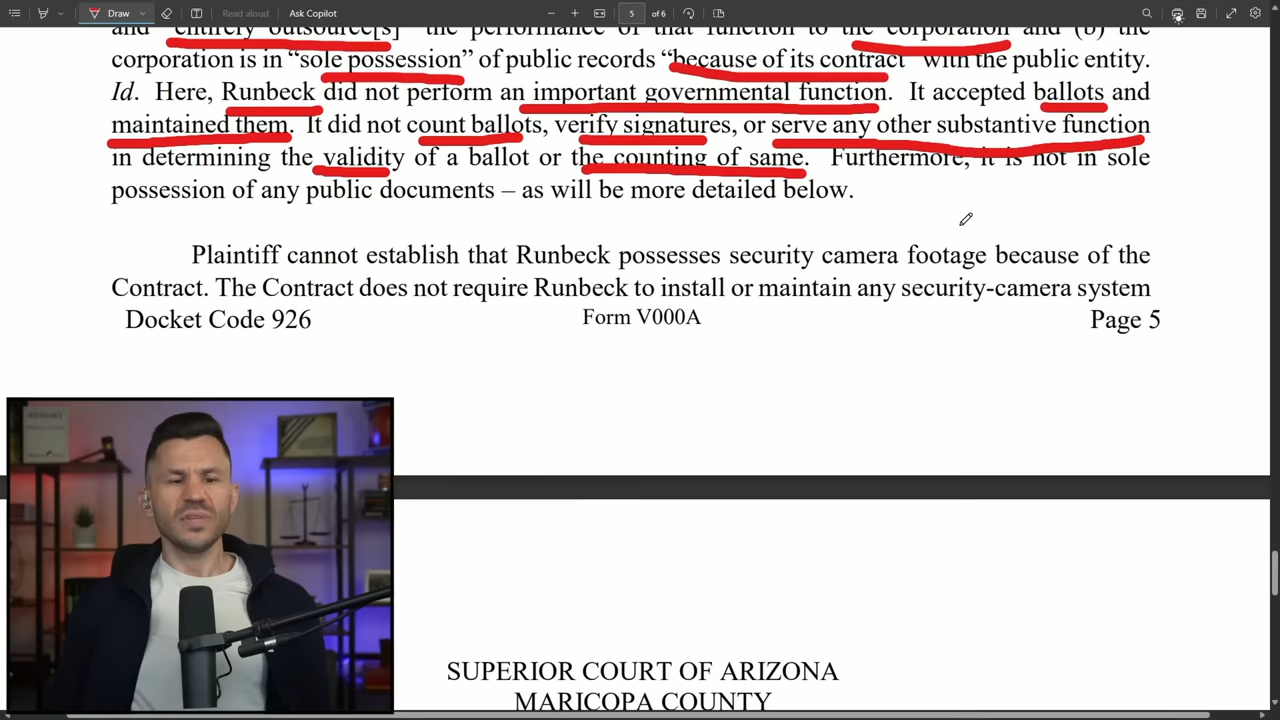 Draw
Read aloud
Ask Copilot
5 of 6
and "entirely outsource[s]" the performance of that function to the corporation and (b) the
corporation is in "sole possession" of public records "because of its contract" with the public entity.
Id. Here, Runbeck did not perform an important governmental function. It accepted ballots and
maintained them. It did not count ballots, verify signatures, or serve any other substantive function
in determining the validity of a ballot or the counting of same. Furthermore, it is not in sole
possession of any public documents – as will be more detailed below.
Plaintiff cannot establish that Runbeck possesses security camera footage because of the
Contract. The Contract does not require Runbeck to install or maintain any security-camera system
Docket Code 926
Form V000A
Page 5
SUPERIOR COURT OF ARIZONA
MARICOPA COUNTY